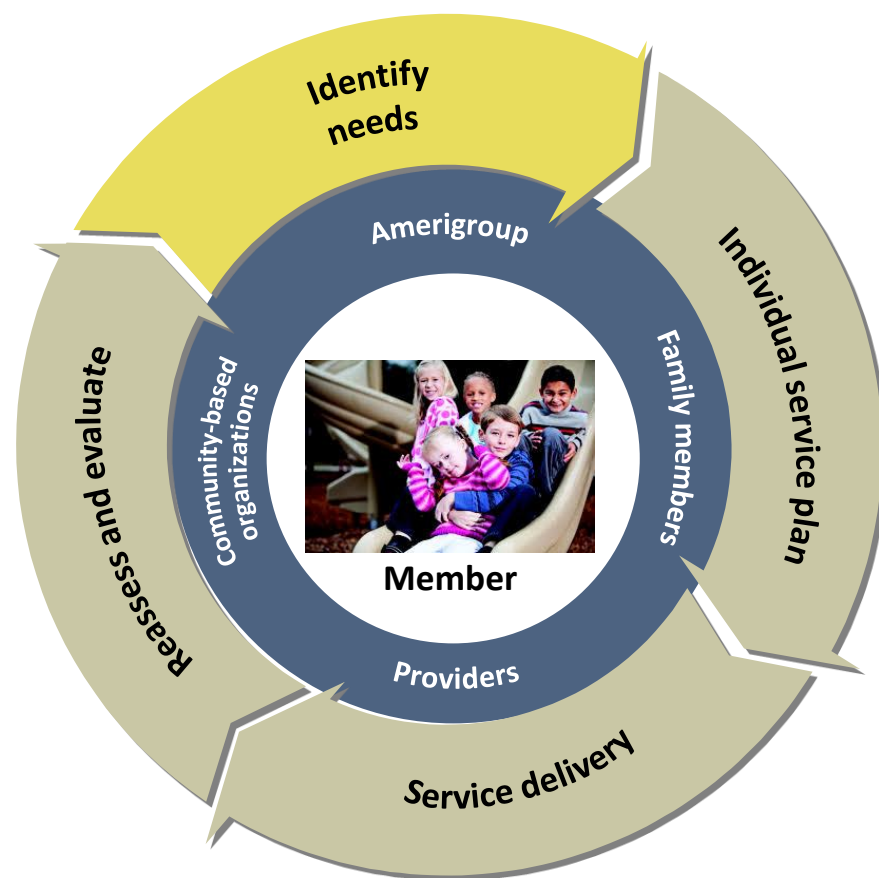 Identify
needs
Individual service plan
Service delivery
Reassess and evaluate
Amerigroup
Family members
Providers
Community-based
organizations
Member